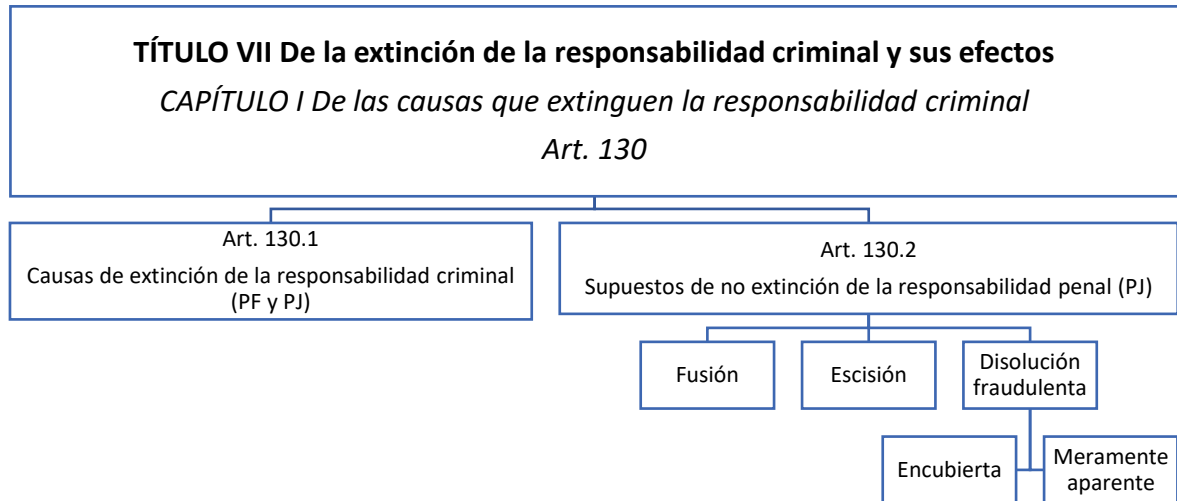 TÍTULO VII De la extinción de la responsabilidad criminal y sus efectos
CAPÍTULO I De las causas que extinguen la responsabilidad criminal
Art. 130
Art. 130.1
Causas de extinción de la responsabilidad criminal
(PF y PJ)
Art. 130.2
Supuestos de no extinción de la responsabilidad penal (PJ)
Fusión
Escisión
Disolución
fraudulenta
Encubierta
Meramente
aparente